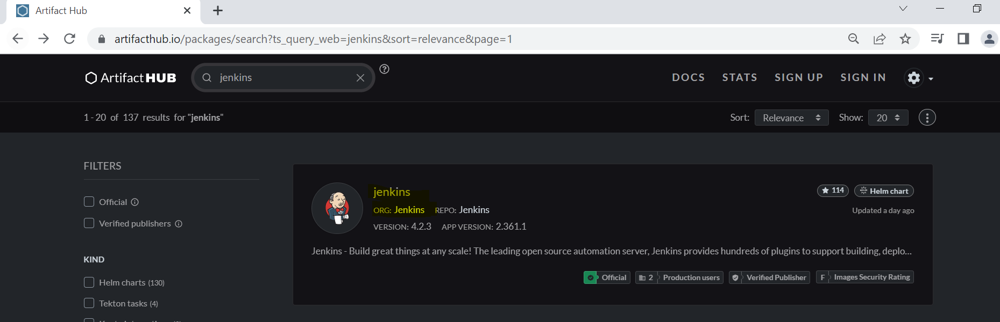 Artifact Hub
artifacthub.io/packages/search?ts_query_web=jenkins&sort=relevance&page=1
Artifact HUB
jenkins
DOCS STATS SIGN UP SIGN IN
1 - 20 of 137 results for "jenkins"
Sort: Relevance Show: 20
FILTERS
Official
Verified publishers
KIND
Helm charts (130)
Tekton tasks (4)
jenkins
114 Helm chart
ORG: Jenkins REPO: Jenkins
Updated a day ago
VERSION: 4.2.3 APP VERSION: 2.361.1
Jenkins - Build great things at any scale! The leading open source automation server, Jenkins provides hundreds of plugins to support building, deplo...
Official 2 Production users Verified Publisher F Images Security Rating